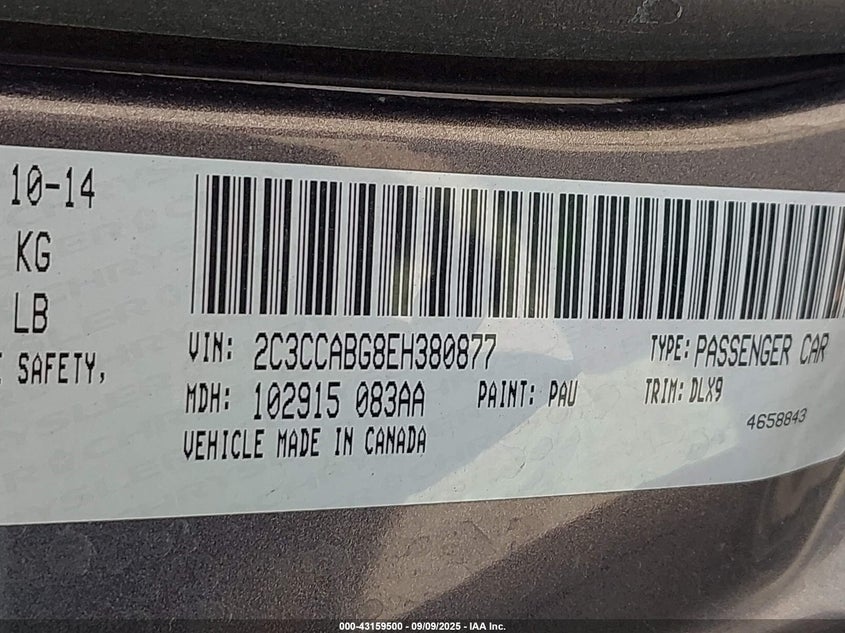 10-14
KG
LB
SAFETY,
VIN: 2C3CCABG8EH380877
TYPE: PASSENGER CAR
MDH: 102915 083AA
PAINT: PAU
TRIM: DLX9
VEHICLE MADE IN CANADA
4658843
000-43159500 - 09/09/2025 - IAA Inc.